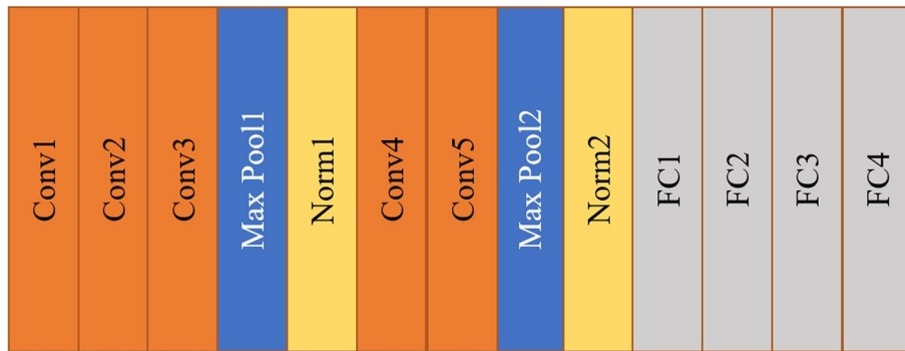 Conv1
Conv2
Conv3
Max Pool1
Norm1
Conv4
Conv5
Max Pool2
Norm2
FC1
FC2
FC3
FC4